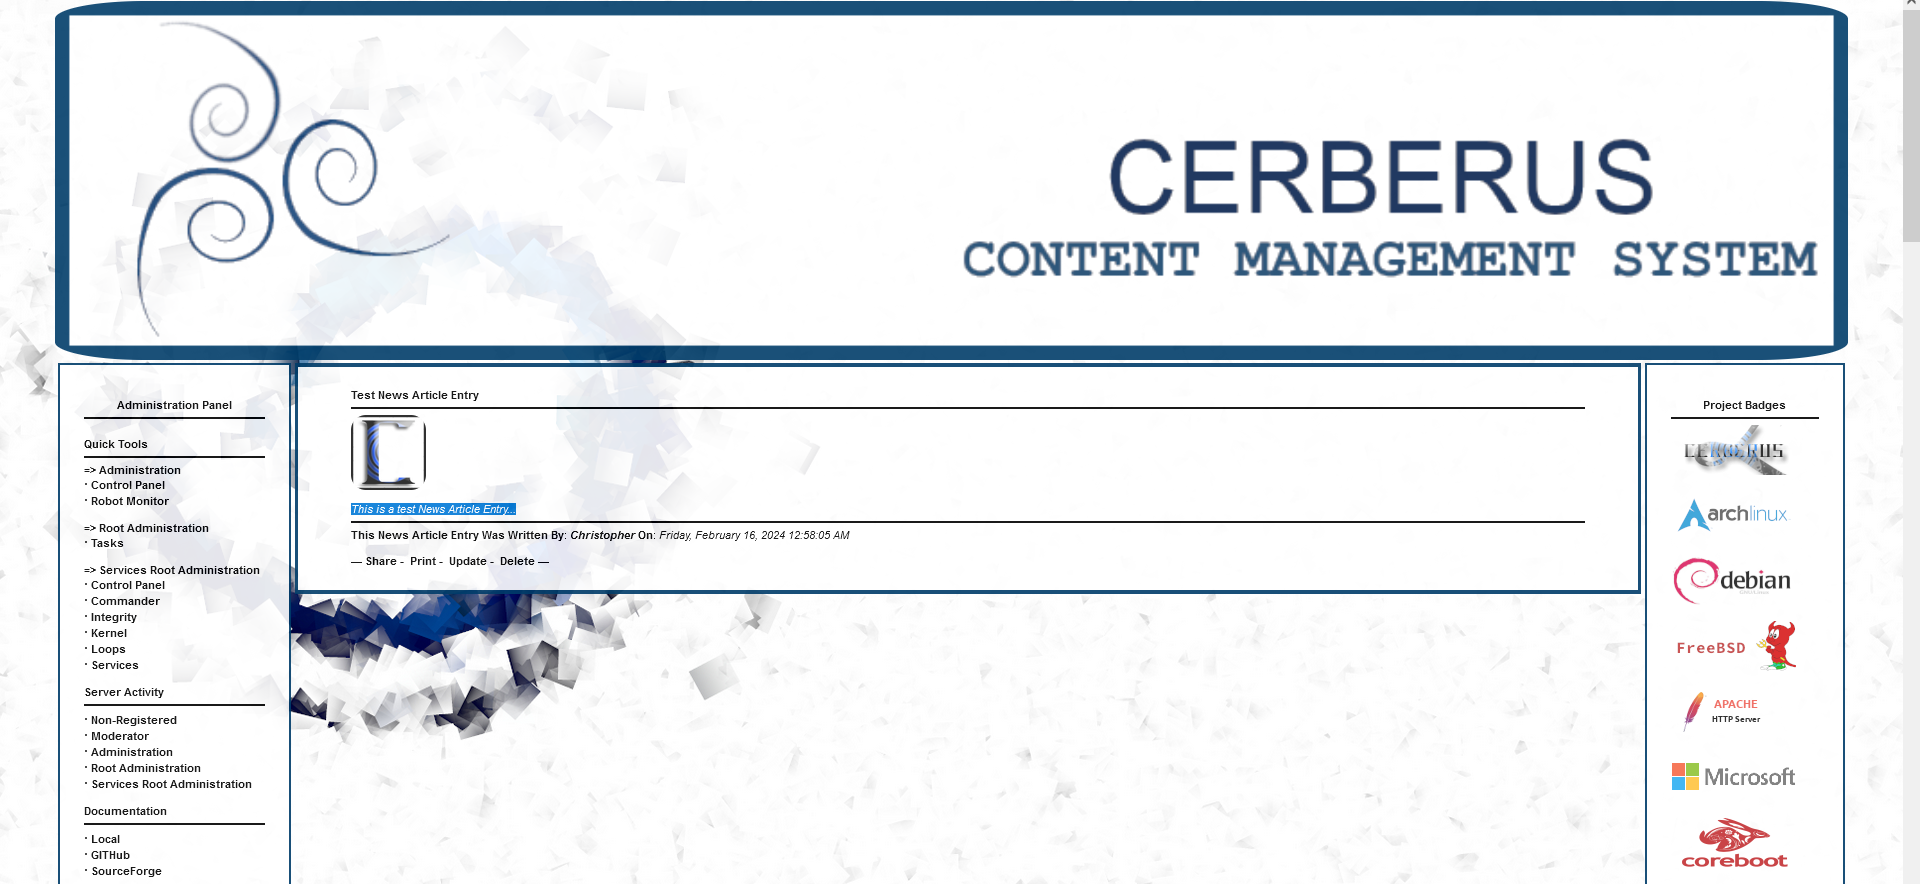 CERBERUS
CONTENT MANAGEMENT SYSTEM
Administration Panel
Quick Tools
=> Administration
· Control Panel
· Robot Monitor
=> Root Administration
· Tasks
=> Services Root Administration
· Control Panel
· Commander
· Integrity
· Kernel
· Loops
· Services
Server Activity
· Non-Registered
· Moderator
· Administration
· Root Administration
· Services Root Administration
Documentation
· Local
· GITHub
· SourceForge
Test News Article Entry
This is a test News Article Entry...
This News Article Entry Was Written By: Christopher On: Friday, February 16, 2024 12:58:05 AM
— Share - Print - Update - Delete —
Project Badges
CERBERUS
archlinux
debian
FreeBSD
APACHE
HTTP Server
Microsoft
coreboot